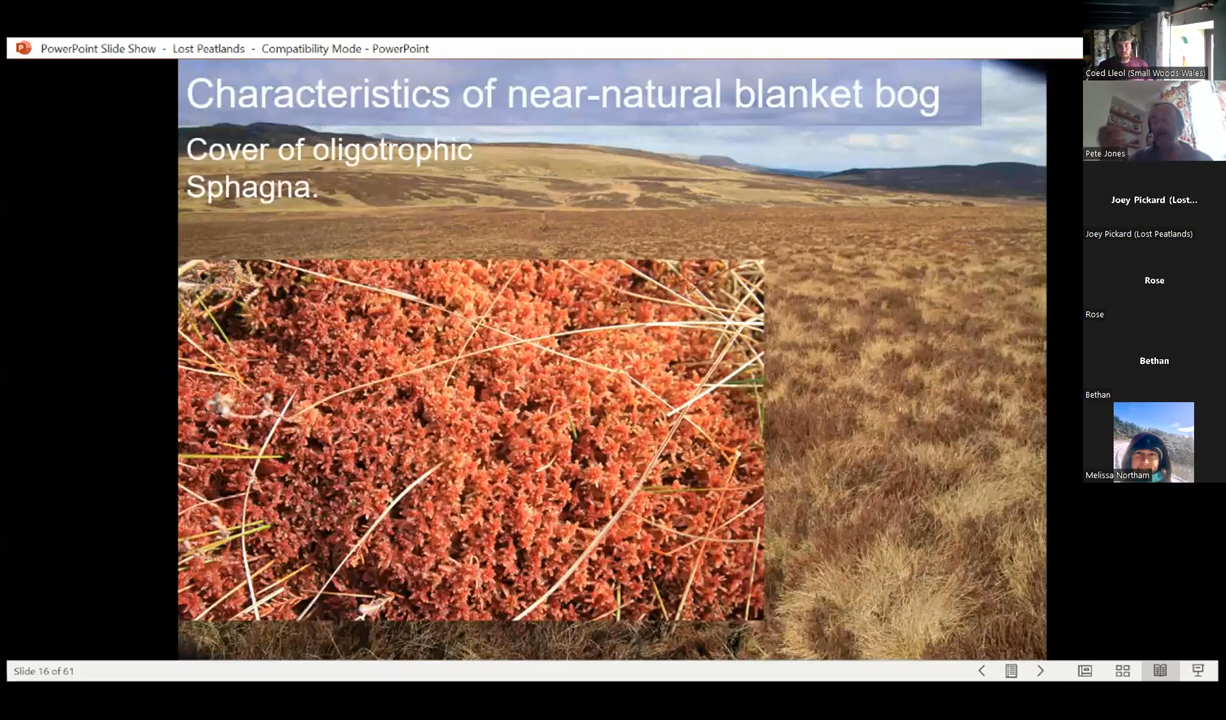 PowerPoint Slide Show - Lost Peatlands - Compatibility Mode - PowerPoint
Characteristics of near-natural blanket bog
Cover of oligotrophic
Sphagna.
Slide 16 of 61
Coed Lleol (Small Woods Wales)
Pete Jones
Joey Pickard (Lost...
Joey Pickard (Lost Peatlands)
Rose
Rose
Bethan
Bethan
Melissa Northam